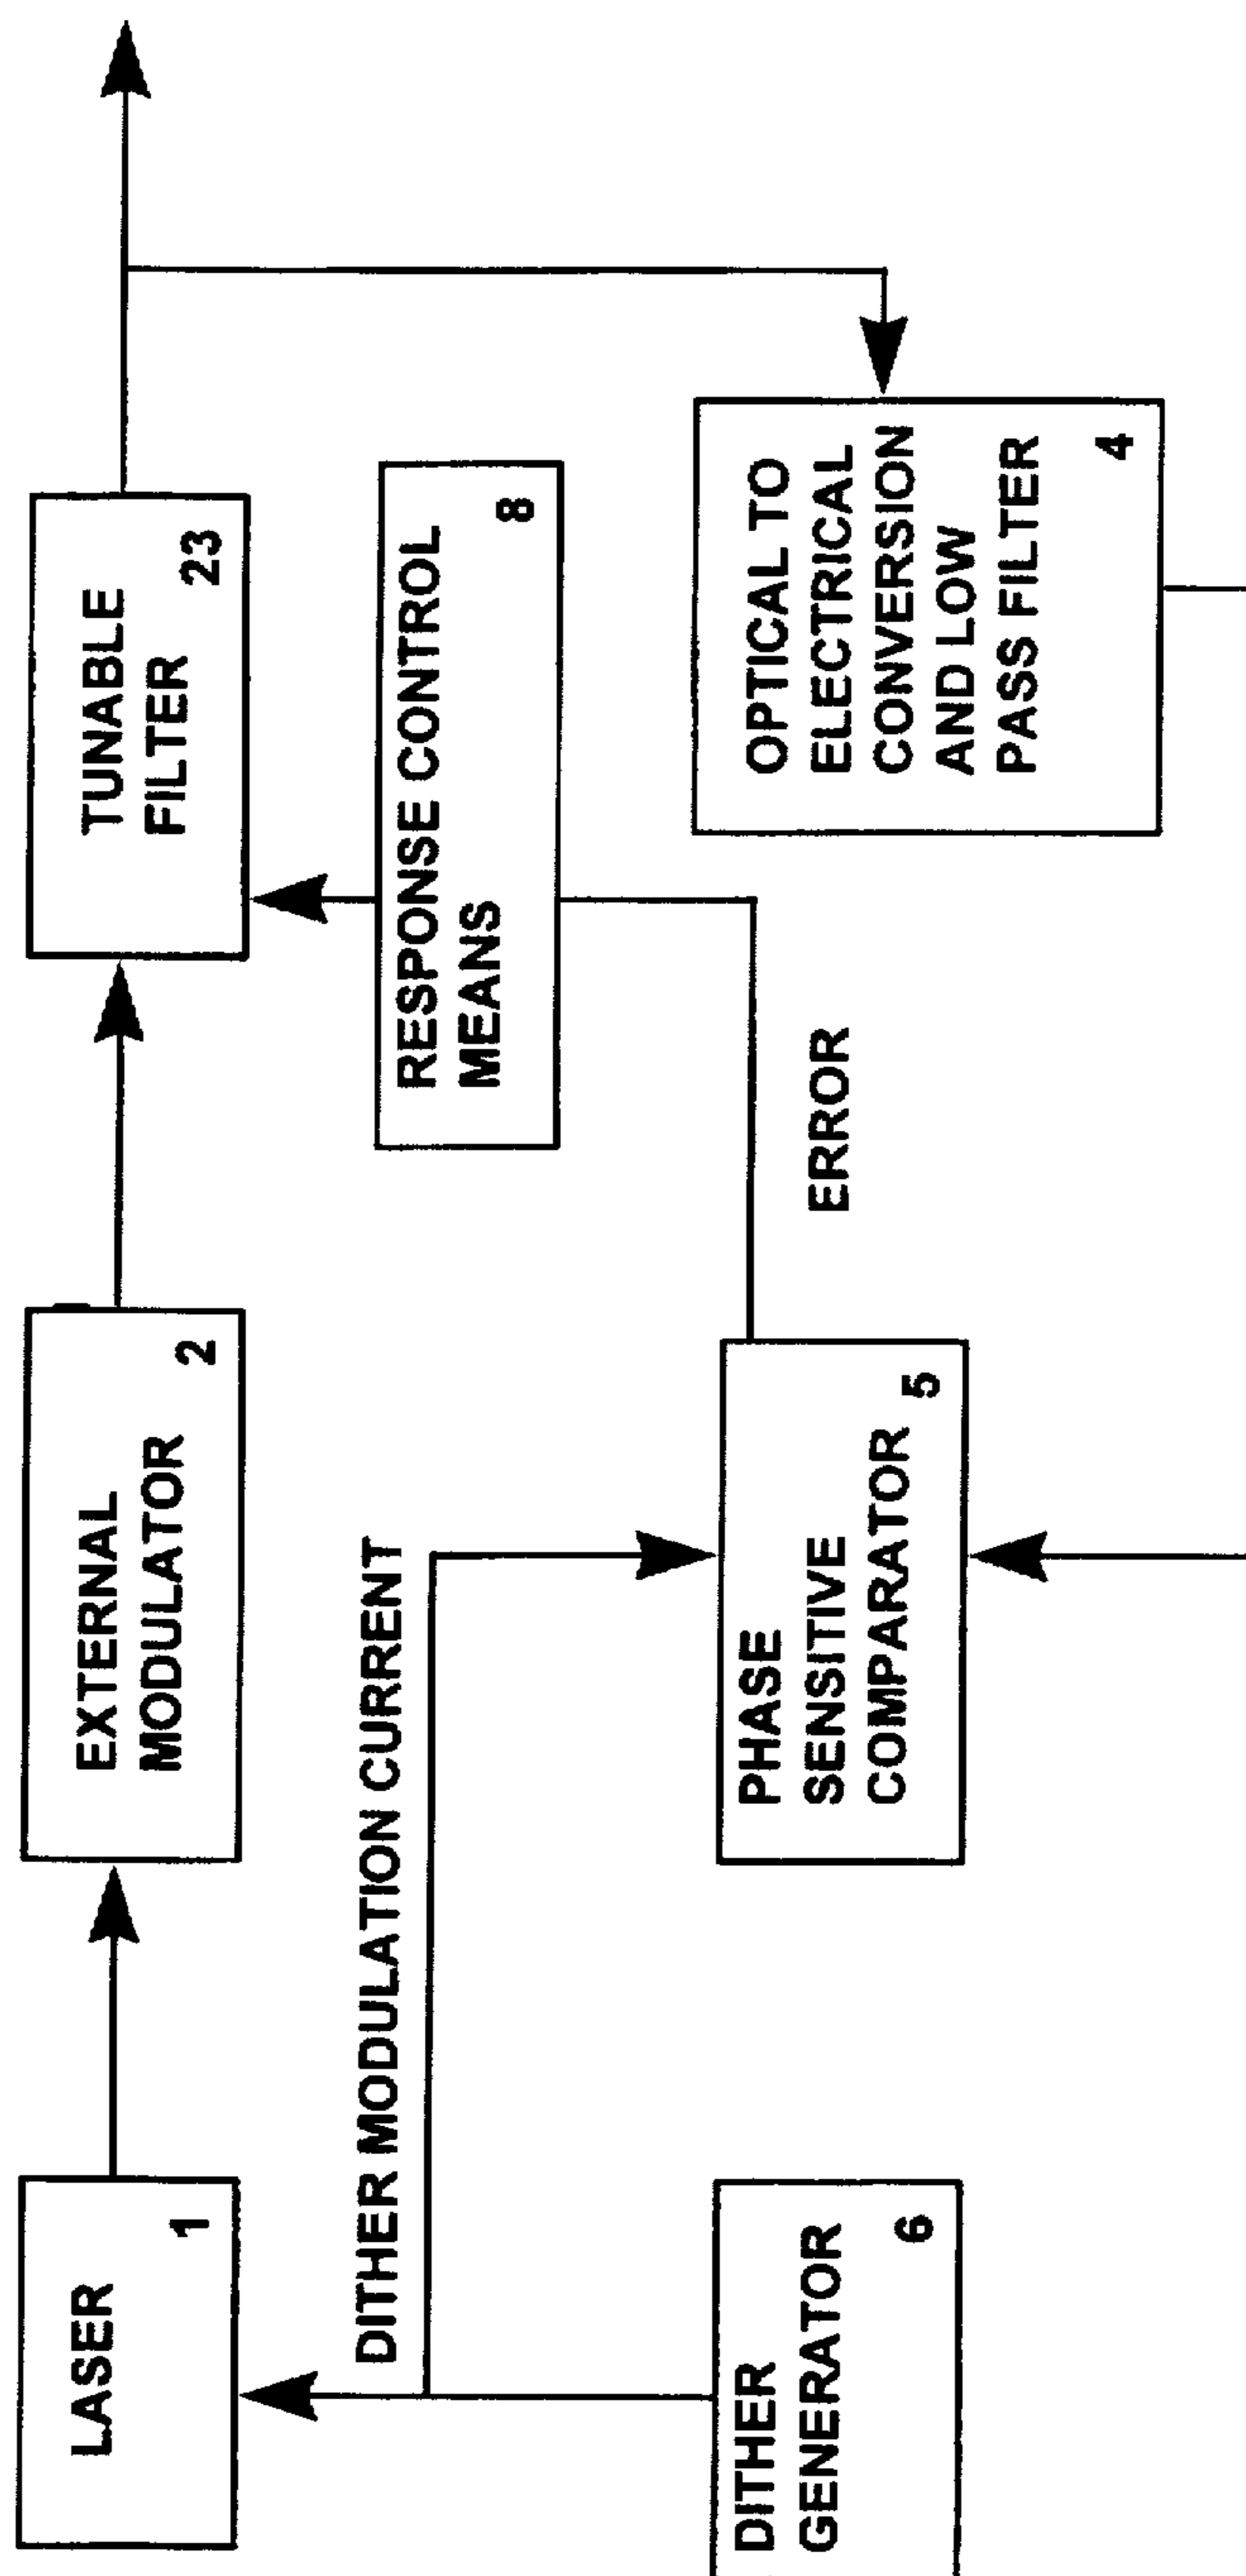 LASER
1
EXTERNAL
MODULATOR
2
TUNABLE
FILTER
23
DITHER MODULATION CURRENT
RESPONSE CONTROL
MEANS
8
DITHER
GENERATOR
6
PHASE
SENSITIVE
COMPARATOR
5
ERROR
OPTICAL TO
ELECTRICAL
CONVERSION
AND LOW
PASS FILTER
4